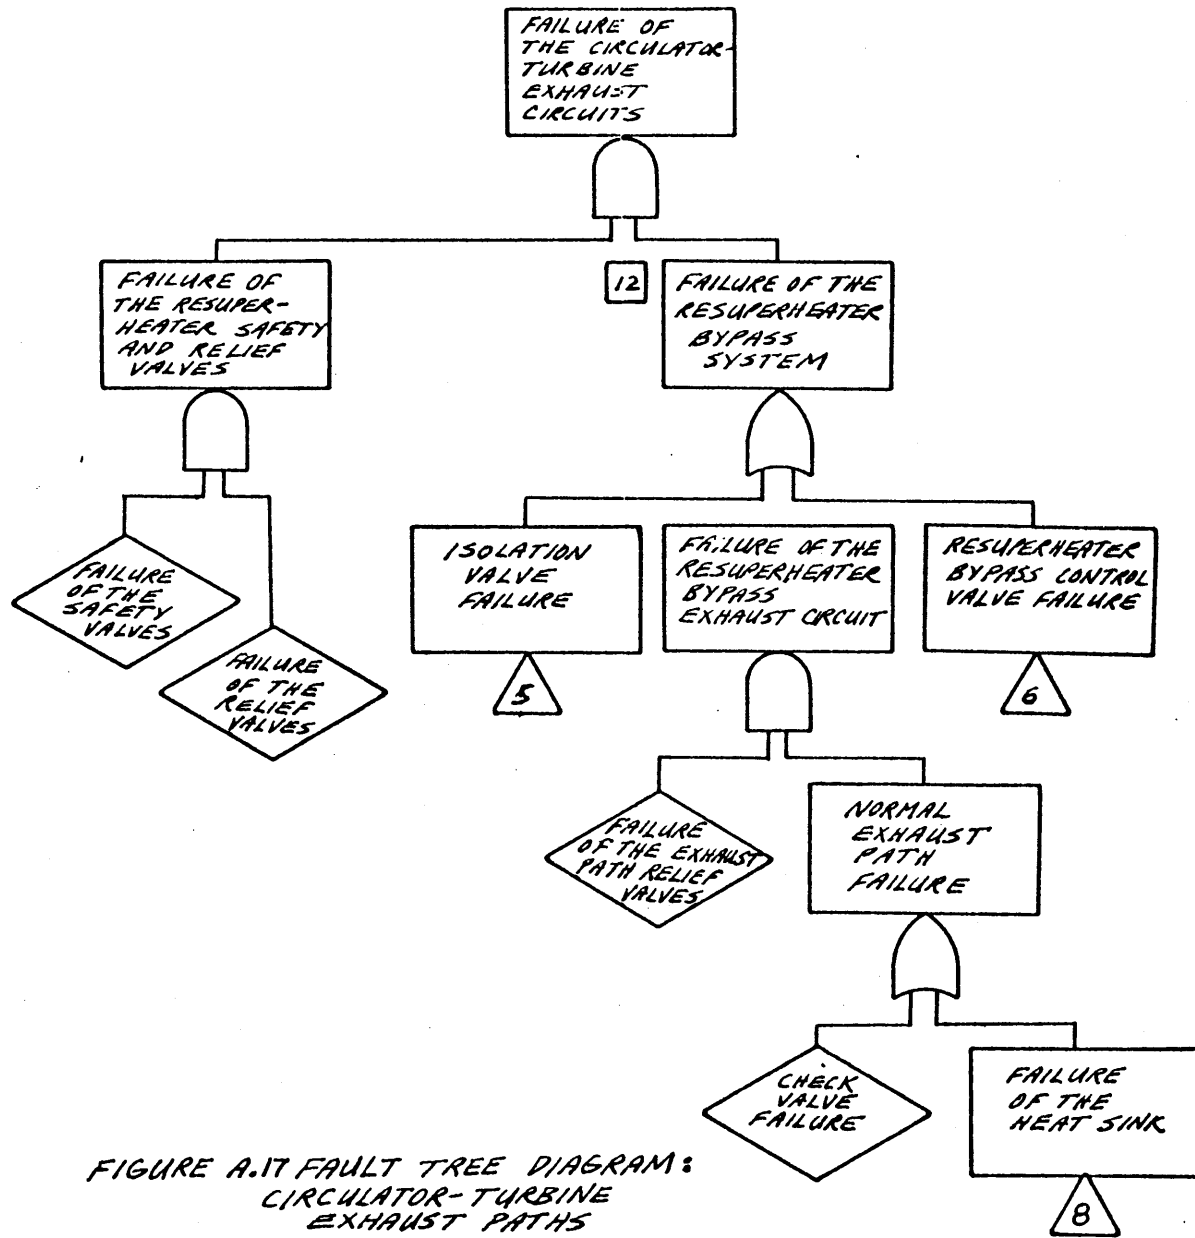 FAILURE OF
THE CIRCULATOR-
TURBINE
EXHAUST
CIRCUITS
12
FAILURE OF
THE RESUPER-
HEATER SAFETY
AND RELIEF
VALVES
FAILURE OF THE
RESUPERHEATER
BYPASS
SYSTEM
FAILURE
OF THE
SAFETY
VALVES
FAILURE
OF THE
RELIEF
VALVES
ISOLATION
VALVE
FAILURE
5
FAILURE OF THE
RESUPERHEATER
BYPASS
EXHAUST CIRCUIT
RESUPERHEATER
BYPASS CONTROL
VALVE FAILURE
6
FAILURE
OF THE EXHAUST
PATH RELIEF
VALVES
NORMAL
EXHAUST
PATH
FAILURE
CHECK
VALVE
FAILURE
FAILURE
OF THE
HEAT SINK
8
FIGURE A.17 FAULT TREE DIAGRAM:
CIRCULATOR-TURBINE
EXHAUST PATHS